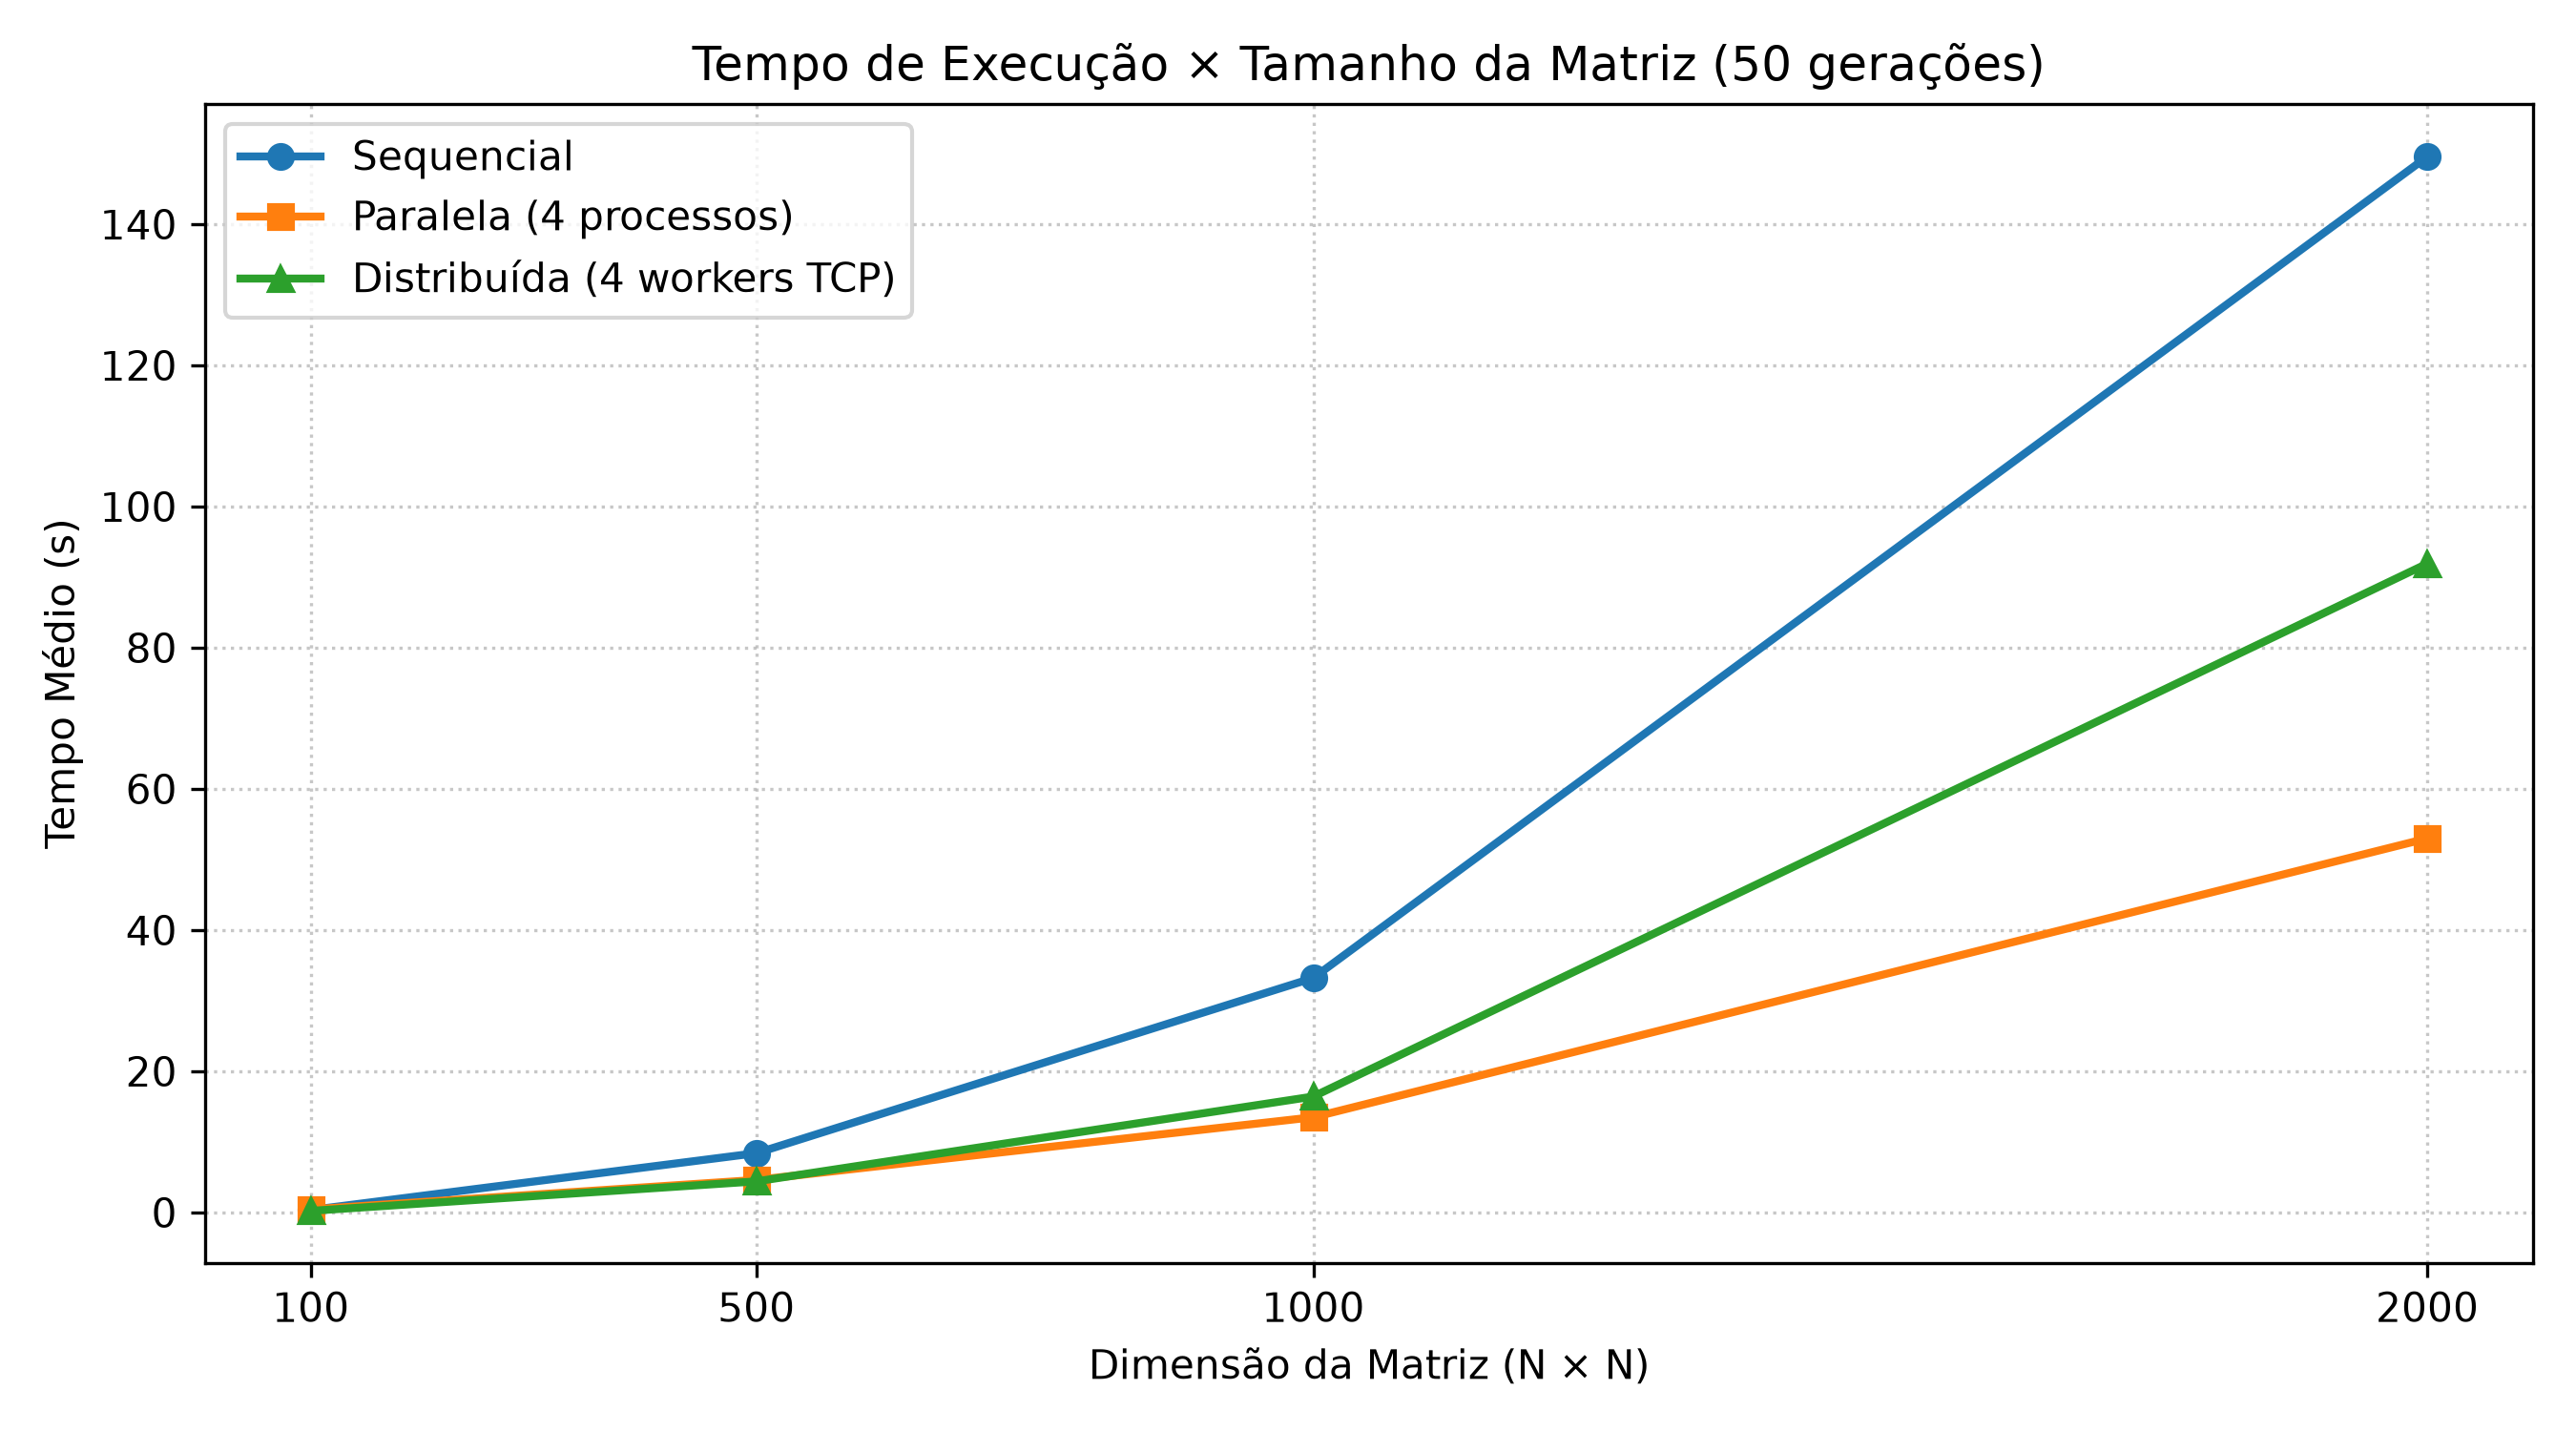 Tempo de Execução × Tamanho da Matriz (50 gerações)
Sequencial
Paralela (4 processos)
Distribuída (4 workers TCP)
Tempo Médio (s)
140
120
100
80
60
40
20
0
100 500 1000 2000
Dimensão da Matriz (N × N)